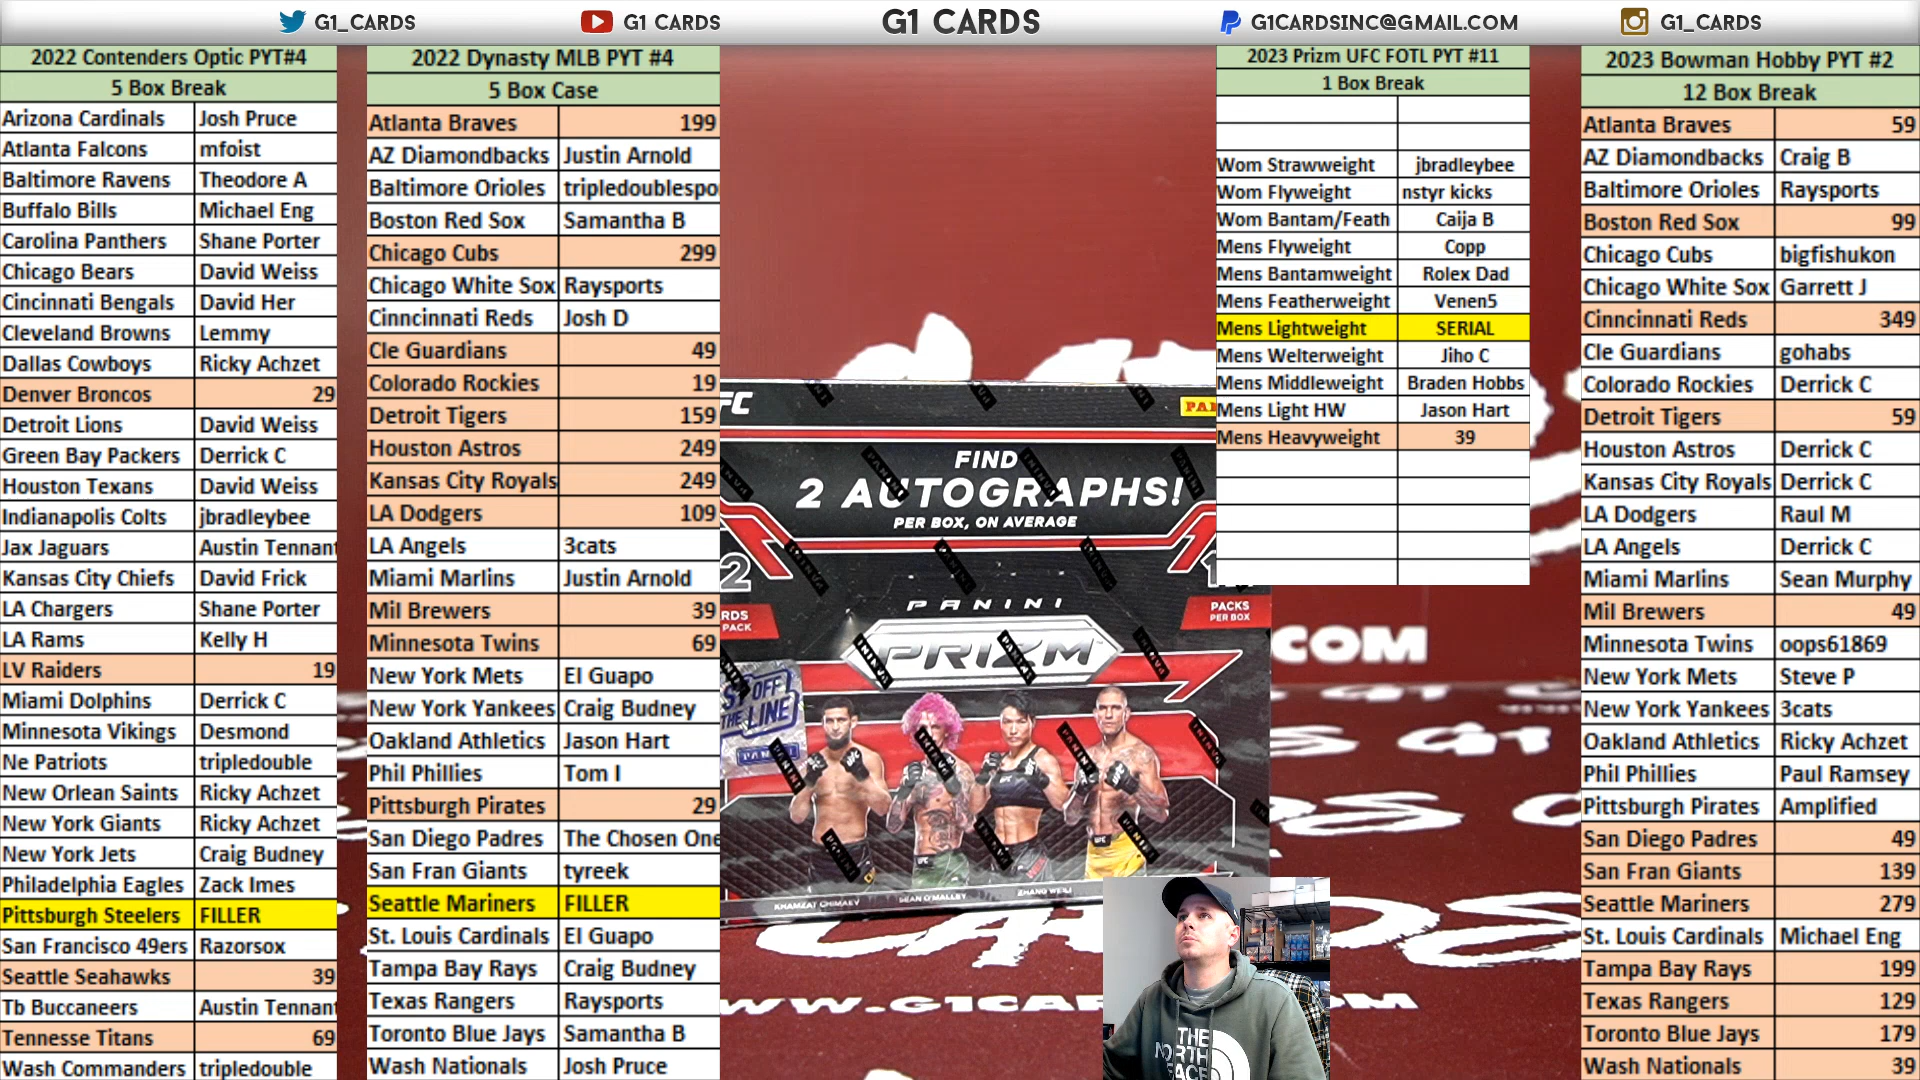 G1_CARDS
G1 CARDS
G1 CARDS
G1CARDSINC@GMAIL.COM
G1_CARDS
2022 Contenders Optic PYT#4
5 Box Break
Arizona Cardinals Josh Pruce
Atlanta Falcons mfoist
Baltimore Ravens Theodore A
Buffalo Bills Michael Eng
Carolina Panthers Shane Porter
Chicago Bears David Weiss
Cincinnati Bengals David Her
Cleveland Browns Lemmy
Dallas Cowboys Ricky Achzet
Denver Broncos 29
Detroit Lions David Weiss
Green Bay Packers Derrick C
Houston Texans David Weiss
Indianapolis Colts jbradleybee
Jax Jaguars Austin Tennant
Kansas City Chiefs David Frick
LA Chargers Shane Porter
LA Rams Kelly H
LV Raiders 19
Miami Dolphins Derrick C
Minnesota Vikings Desmond
Ne Patriots tripledouble
New Orlean Saints Ricky Achzet
New York Giants Ricky Achzet
New York Jets Craig Budney
Philadelphia Eagles Zack Imes
Pittsburgh Steelers FILLER
San Francisco 49ers Razorsox
Seattle Seahawks 39
Tb Buccaneers Austin Tennant
Tennesse Titans 69
Wash Commanders tripledouble
2022 Dynasty MLB PYT #4
5 Box Case
Atlanta Braves 199
AZ Diamondbacks Justin Arnold
Baltimore Orioles tripledoublespo
Boston Red Sox Samantha B
Chicago Cubs 299
Chicago White Sox Raysports
Cinncinnati Reds Josh D
Cle Guardians 49
Colorado Rockies 19
Detroit Tigers 159
Houston Astros 249
Kansas City Royals 249
LA Dodgers 109
LA Angels 3cats
Miami Marlins Justin Arnold
Mil Brewers 39
Minnesota Twins 69
New York Mets El Guapo
New York Yankees Craig Budney
Oakland Athletics Jason Hart
Phil Phillies Tom I
Pittsburgh Pirates 29
San Diego Padres The Chosen One
San Fran Giants tyreek
Seattle Mariners FILLER
St. Louis Cardinals El Guapo
Tampa Bay Rays Craig Budney
Texas Rangers Raysports
Toronto Blue Jays Samantha B
Wash Nationals Josh Pruce
FC
PAN
FIND
2 AUTOGRAPHS!
PER BOX, ON AVERAGE
PANINI
PRIZM
RDS
PACK
PACKS
PER BOX
ST OFF
THE LINE
PANINI
KHAMZAT CHIMAEV
SEAN O'MALLEY
ZHANG WEILI
2023 Prizm UFC FOTL PYT #11
1 Box Break
Wom Strawweight jbradleybee
Wom Flyweight nstyr kicks
Wom Bantam/Feath Caija B
Mens Flyweight Copp
Mens Bantamweight Rolex Dad
Mens Featherweight Venen5
Mens Lightweight SERIAL
Mens Welterweight Jiho C
Mens Middleweight Braden Hobbs
Mens Light HW Jason Hart
Mens Heavyweight 39
.COM
WWW.G1CAR
THE
NORTH
FACE
2023 Bowman Hobby PYT #2
12 Box Break
Atlanta Braves 59
AZ Diamondbacks Craig B
Baltimore Orioles Raysports
Boston Red Sox 99
Chicago Cubs bigfishukon
Chicago White Sox Garrett J
Cinncinnati Reds 349
Cle Guardians gohabs
Colorado Rockies Derrick C
Detroit Tigers 59
Houston Astros Derrick C
Kansas City Royals Derrick C
LA Dodgers Raul M
LA Angels Derrick C
Miami Marlins Sean Murphy
Mil Brewers 49
Minnesota Twins oops61869
New York Mets Steve P
New York Yankees 3cats
Oakland Athletics Ricky Achzet
Phil Phillies Paul Ramsey
Pittsburgh Pirates Amplified
San Diego Padres 49
San Fran Giants 139
Seattle Mariners 279
St. Louis Cardinals Michael Eng
Tampa Bay Rays 199
Texas Rangers 129
Toronto Blue Jays 179
Wash Nationals 39